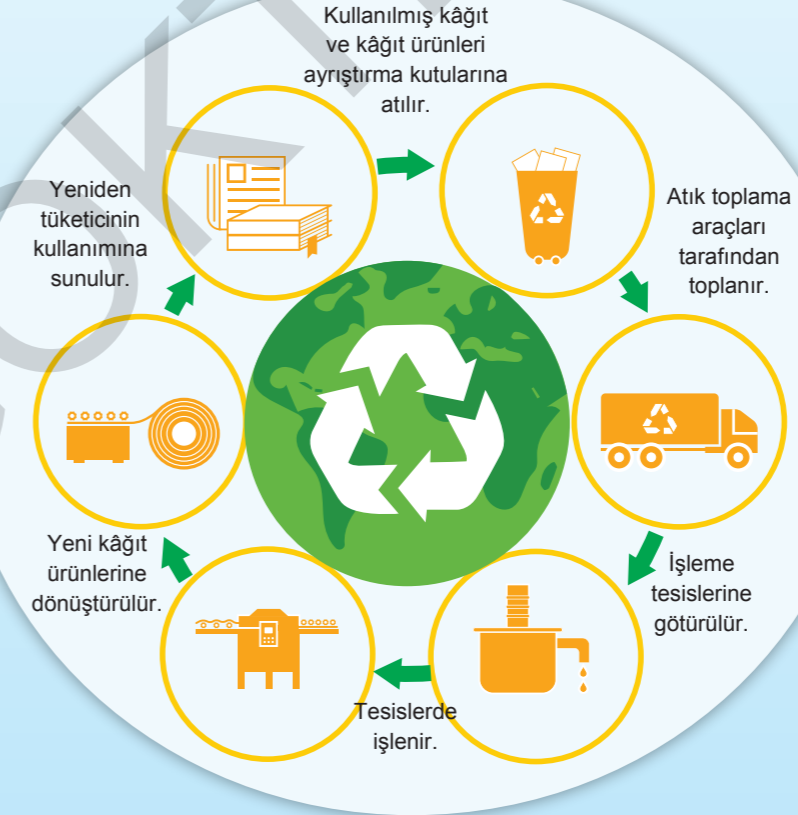 Kullanılmış kâğıt
ve kâğıt ürünleri
ayrıştırma kutularına
atılır.
Atık toplama
araçları
tarafından
toplanır.
İşleme
tesislerine
götürülür.
Tesislerde
işlenir.
Yeni kâğıt
ürünlerine
dönüştürülür.
Yeniden
tüketicinin
kullanımına
sunulur.